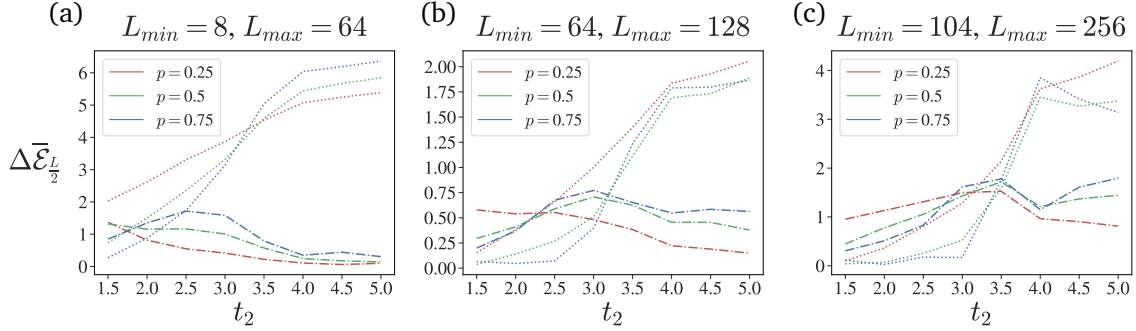 (a)
L_min = 8, L_max = 64
(b)
L_min = 64, L_max = 128
(c)
L_min = 104, L_max = 256
Δ\overline{ℰ}_{\frac{L}{2}}
6
5
4
3
2
1
0
p = 0.25
p = 0.5
p = 0.75
1.5 2.0 2.5 3.0 3.5 4.0 4.5 5.0
t_2
2.00
1.75
1.50
1.25
1.00
0.75
0.50
0.25
0.00
p = 0.25
p = 0.5
p = 0.75
1.5 2.0 2.5 3.0 3.5 4.0 4.5 5.0
t_2
4
3
2
1
0
p = 0.25
p = 0.5
p = 0.75
1.5 2.0 2.5 3.0 3.5 4.0 4.5 5.0
t_2